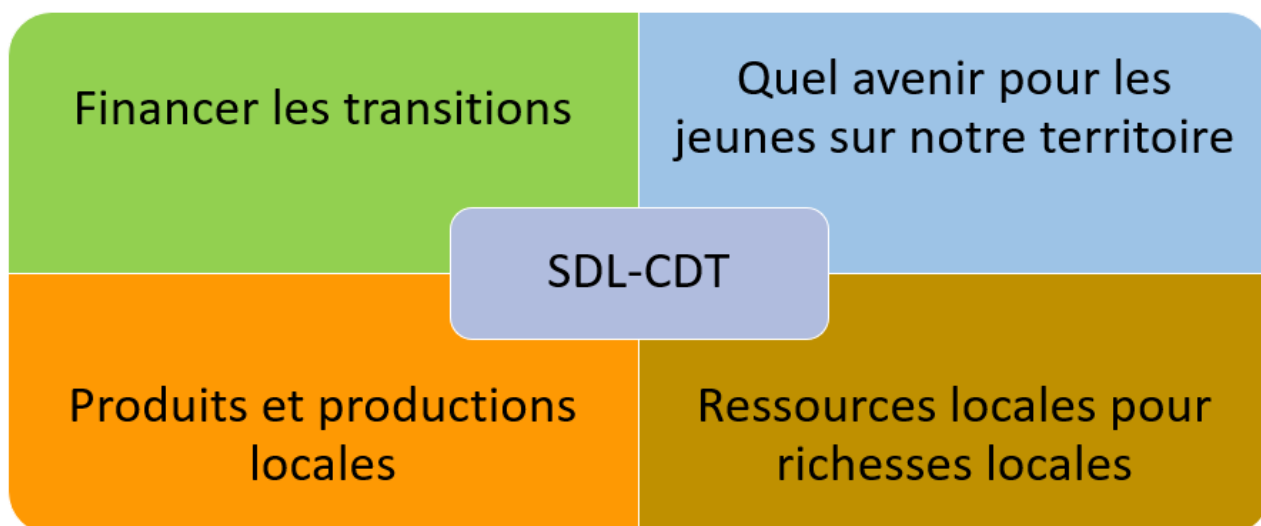 Financer les transitions
Quel avenir pour les
jeunes sur notre territoire
SDL-CDT
Produits et productions
locales
Ressources locales pour
richesses locales